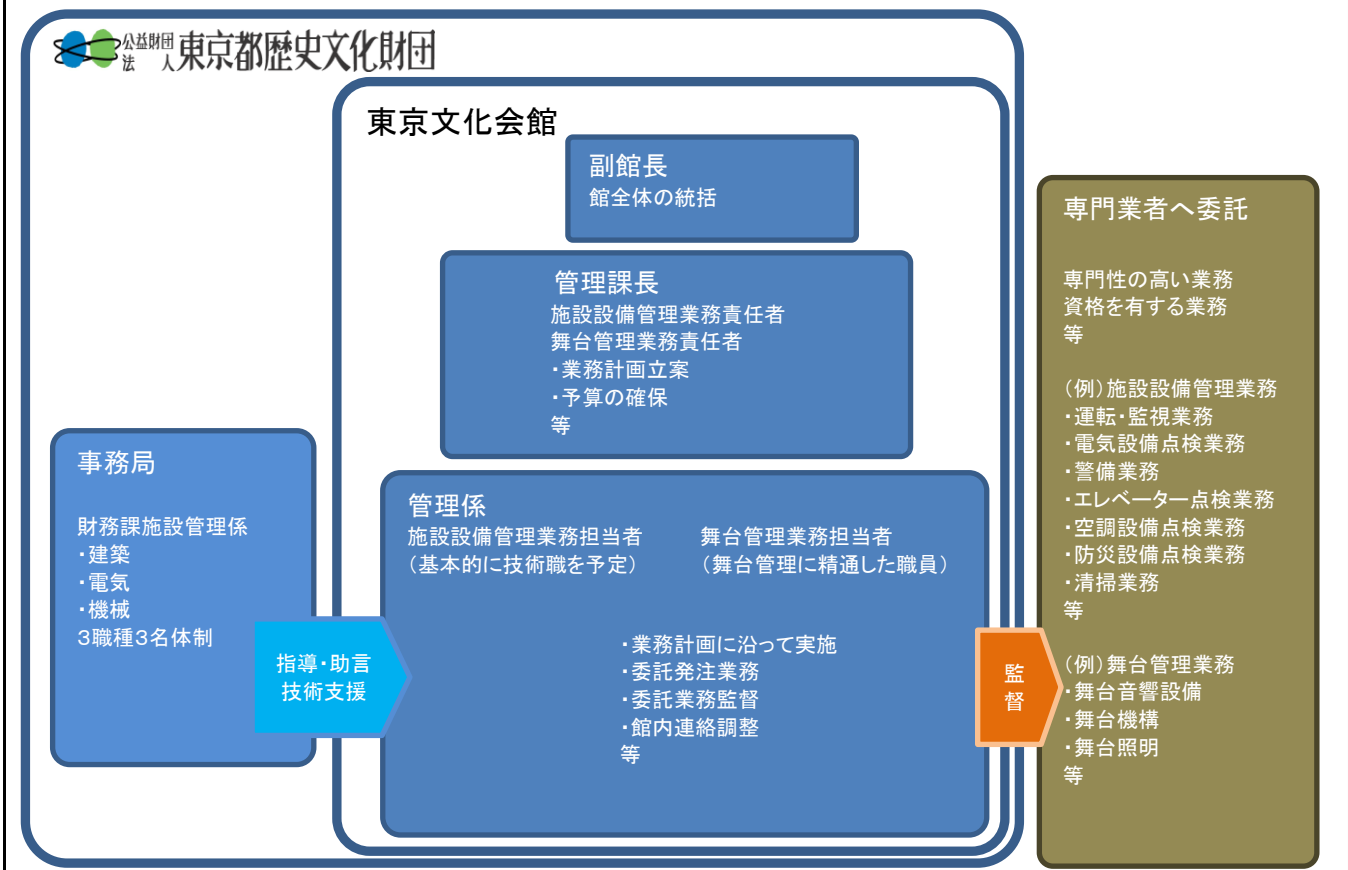 公益財団法人東京都歴史文化財団
東京文化会館
副館長
館全体の統括
管理課長
施設設備管理業務責任者
舞台管理業務責任者
・業務計画立案
・予算の確保
等
事務局
財務課施設管理係
・建築
・電気
・機械
3職種3名体制
指導・助言
技術支援
管理係
施設設備管理業務担当者
(基本的に技術職を予定)
舞台管理業務担当者
(舞台管理に精通した職員)
・業務計画に沿って実施
・委託発注業務
・委託業務監督
・館内連絡調整
等
監
督
専門業者へ委託
専門性の高い業務
資格を有する業務
等
(例)施設設備管理業務
・運転・監視業務
・電気設備点検業務
・警備業務
・エレベーター点検業務
・空調設備点検業務
・防災設備点検業務
・清掃業務
等
(例)舞台管理業務
・舞台音響設備
・舞台機構
・舞台照明
等